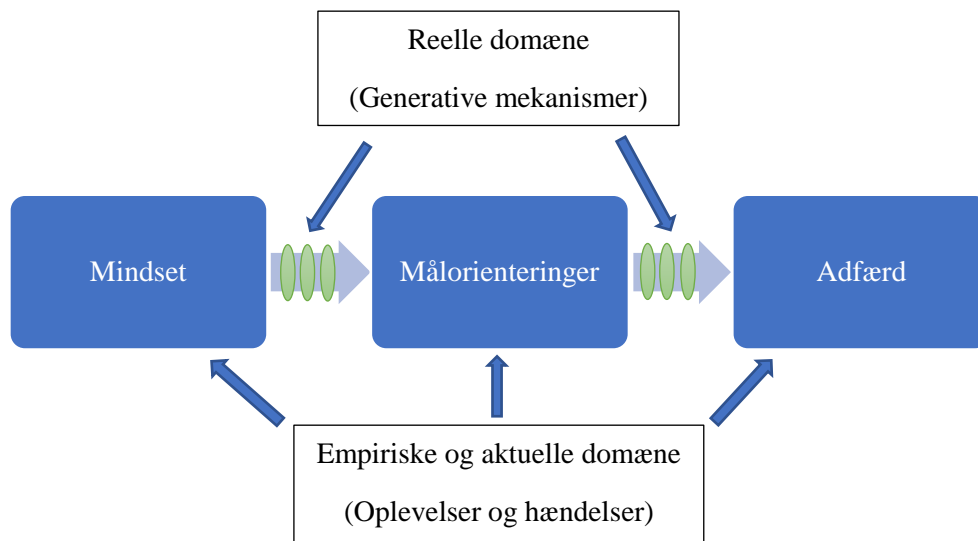 Reelle domæne
(Generative mekanismer)
Mindset
Målorienteringer
Adfærd
Empiriske og aktuelle domæne
(Oplevelser og hændelser)